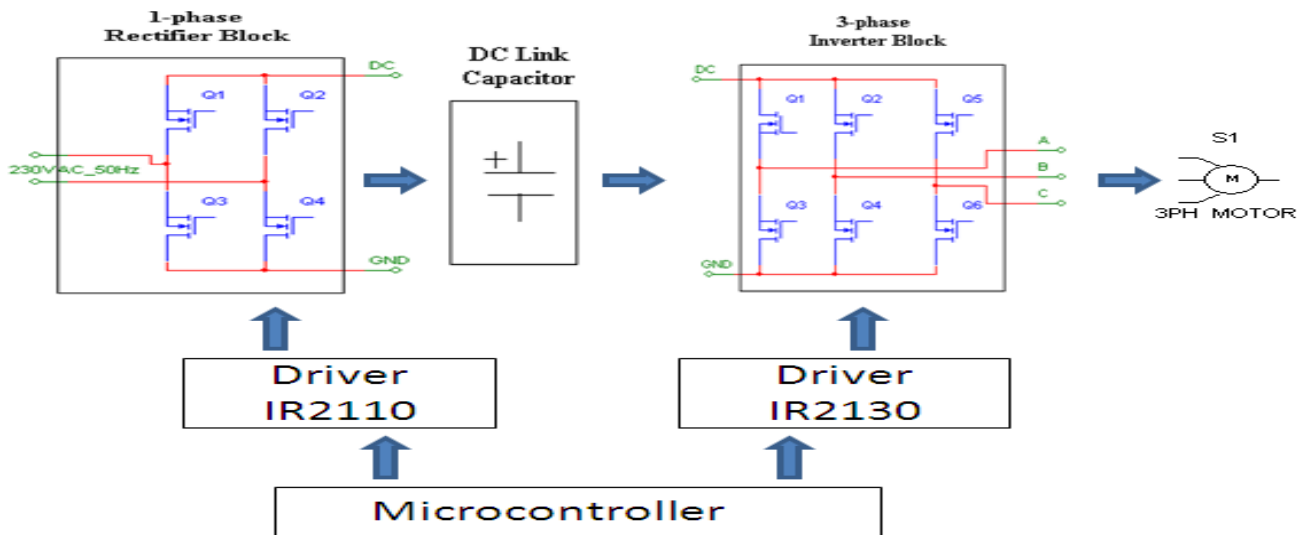 1-phase
Rectifier Block
DC
Q1
Q2
230VAC_50Hz
Q3
Q4
GND
DC Link
Capacitor
+
3-phase
Inverter Block
DC
Q1
Q2
Q5
A
B
C
Q3
Q4
Q6
GND
S1
M
3PH MOTOR
Driver
IR2110
Driver
IR2130
Microcontroller